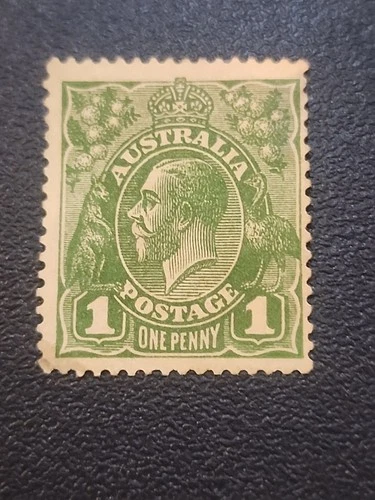 AUSTRALIA
POSTAGE
1 1
ONE PENNY